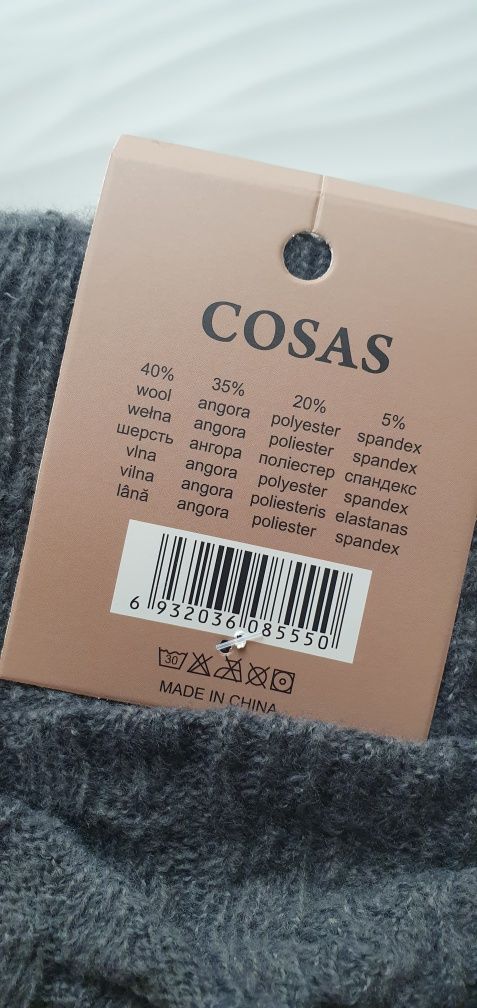 COSAS
40% 35% 20% 5%
wool angora polyester spandex
wełna angora poliester spandex
шерсть ангора поліестер спандекс
vlna angora polyester spandex
vilna angora poliesteris elastanas
lână angora poliester spandex
6 932036 085550
30
MADE IN CHINA